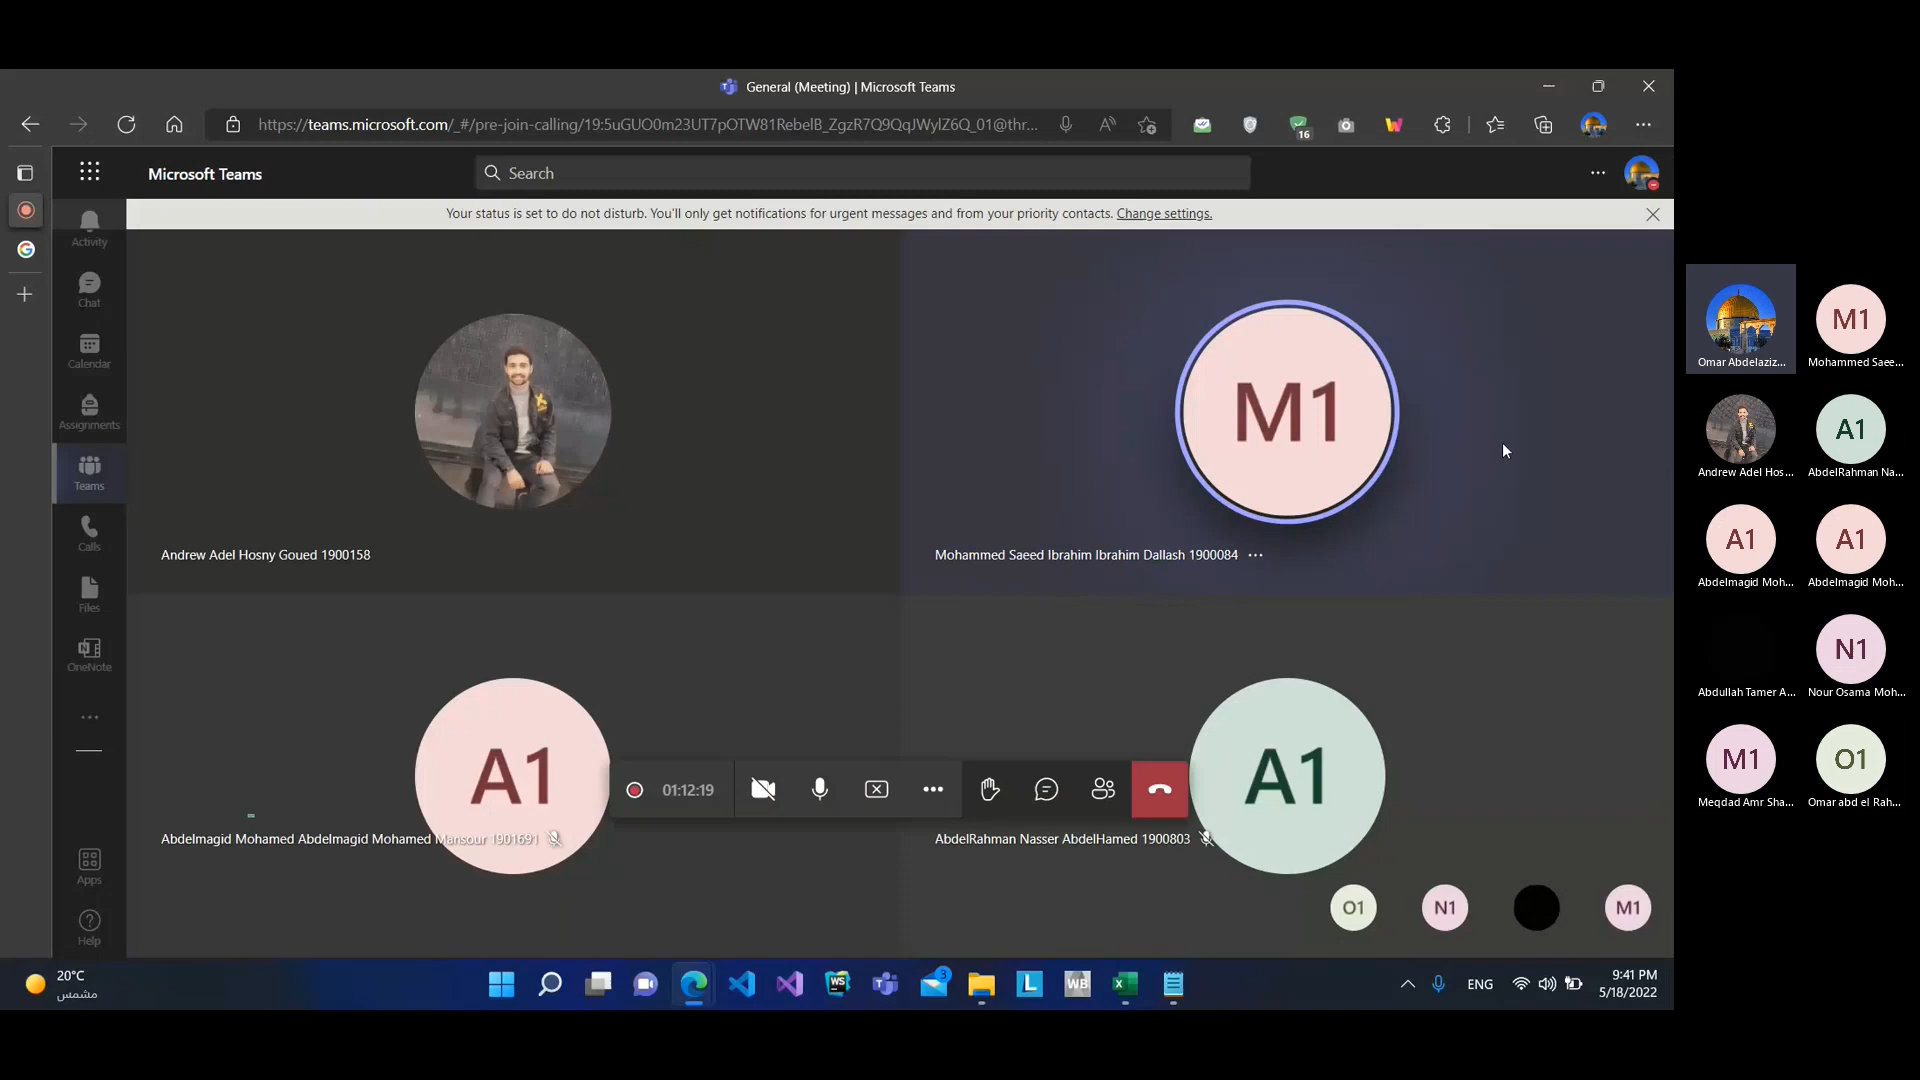 General (Meeting) | Microsoft Teams
https://teams.microsoft.com/_#/pre-join-calling/19:5uGUO0m23UT7pOTW81RebelB_ZgzR7Q9QqJWylZ6Q_01@thr...
16
Microsoft Teams
Search
Your status is set to do not disturb. You'll only get notifications for urgent messages and from your priority contacts. Change settings.
Activity
Chat
Calendar
Assignments
Teams
Calls
Files
OneNote
Apps
Help
M1
Andrew Adel Hosny Goued 1900158
Mohammed Saeed Ibrahim Ibrahim Dallash 1900084
A1
A1
01:12:19
Abdelmagid Mohamed Abdelmagid Mohamed Mansour 1901691
AbdelRahman Nasser AbdelHamed 1900803
O1
N1
M1
M1
Omar Abdelaziz...
Mohammed Saee...
A1
Andrew Adel Hos...
AbdelRahman Na...
A1
A1
Abdelmagid Moh...
Abdelmagid Moh...
N1
Abdullah Tamer A...
Nour Osama Moh...
M1
O1
Meqdad Amr Sha...
Omar abd el Rah...
20°C
مشمس
WS
3
L
WB
ENG
9:41 PM
5/18/2022